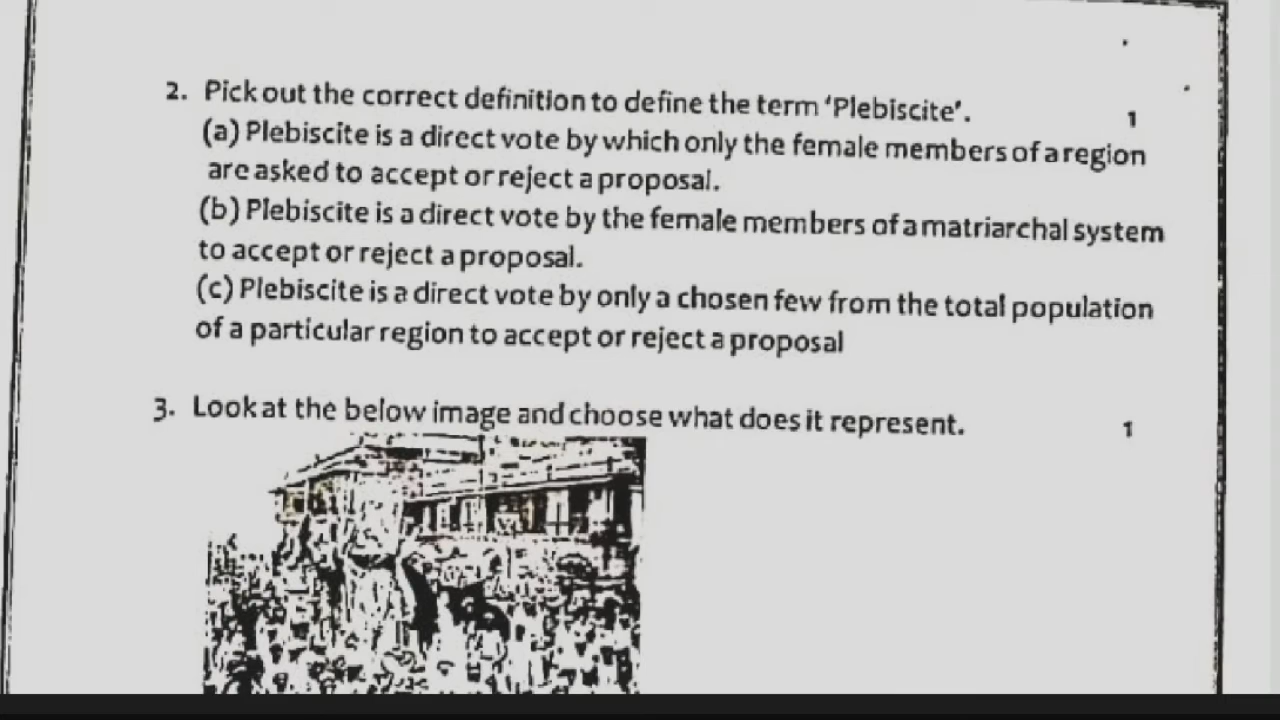 2. Pick out the correct definition to define the term ‘Plebiscite’. 1
(a) Plebiscite is a direct vote by which only the female members of a region
are asked to accept or reject a proposal.
(b) Plebiscite is a direct vote by the female members of a matriarchal system
to accept or reject a proposal.
(c) Plebiscite is a direct vote by only a chosen few from the total population
of a particular region to accept or reject a proposal
3. Look at the below image and choose what does it represent. 1